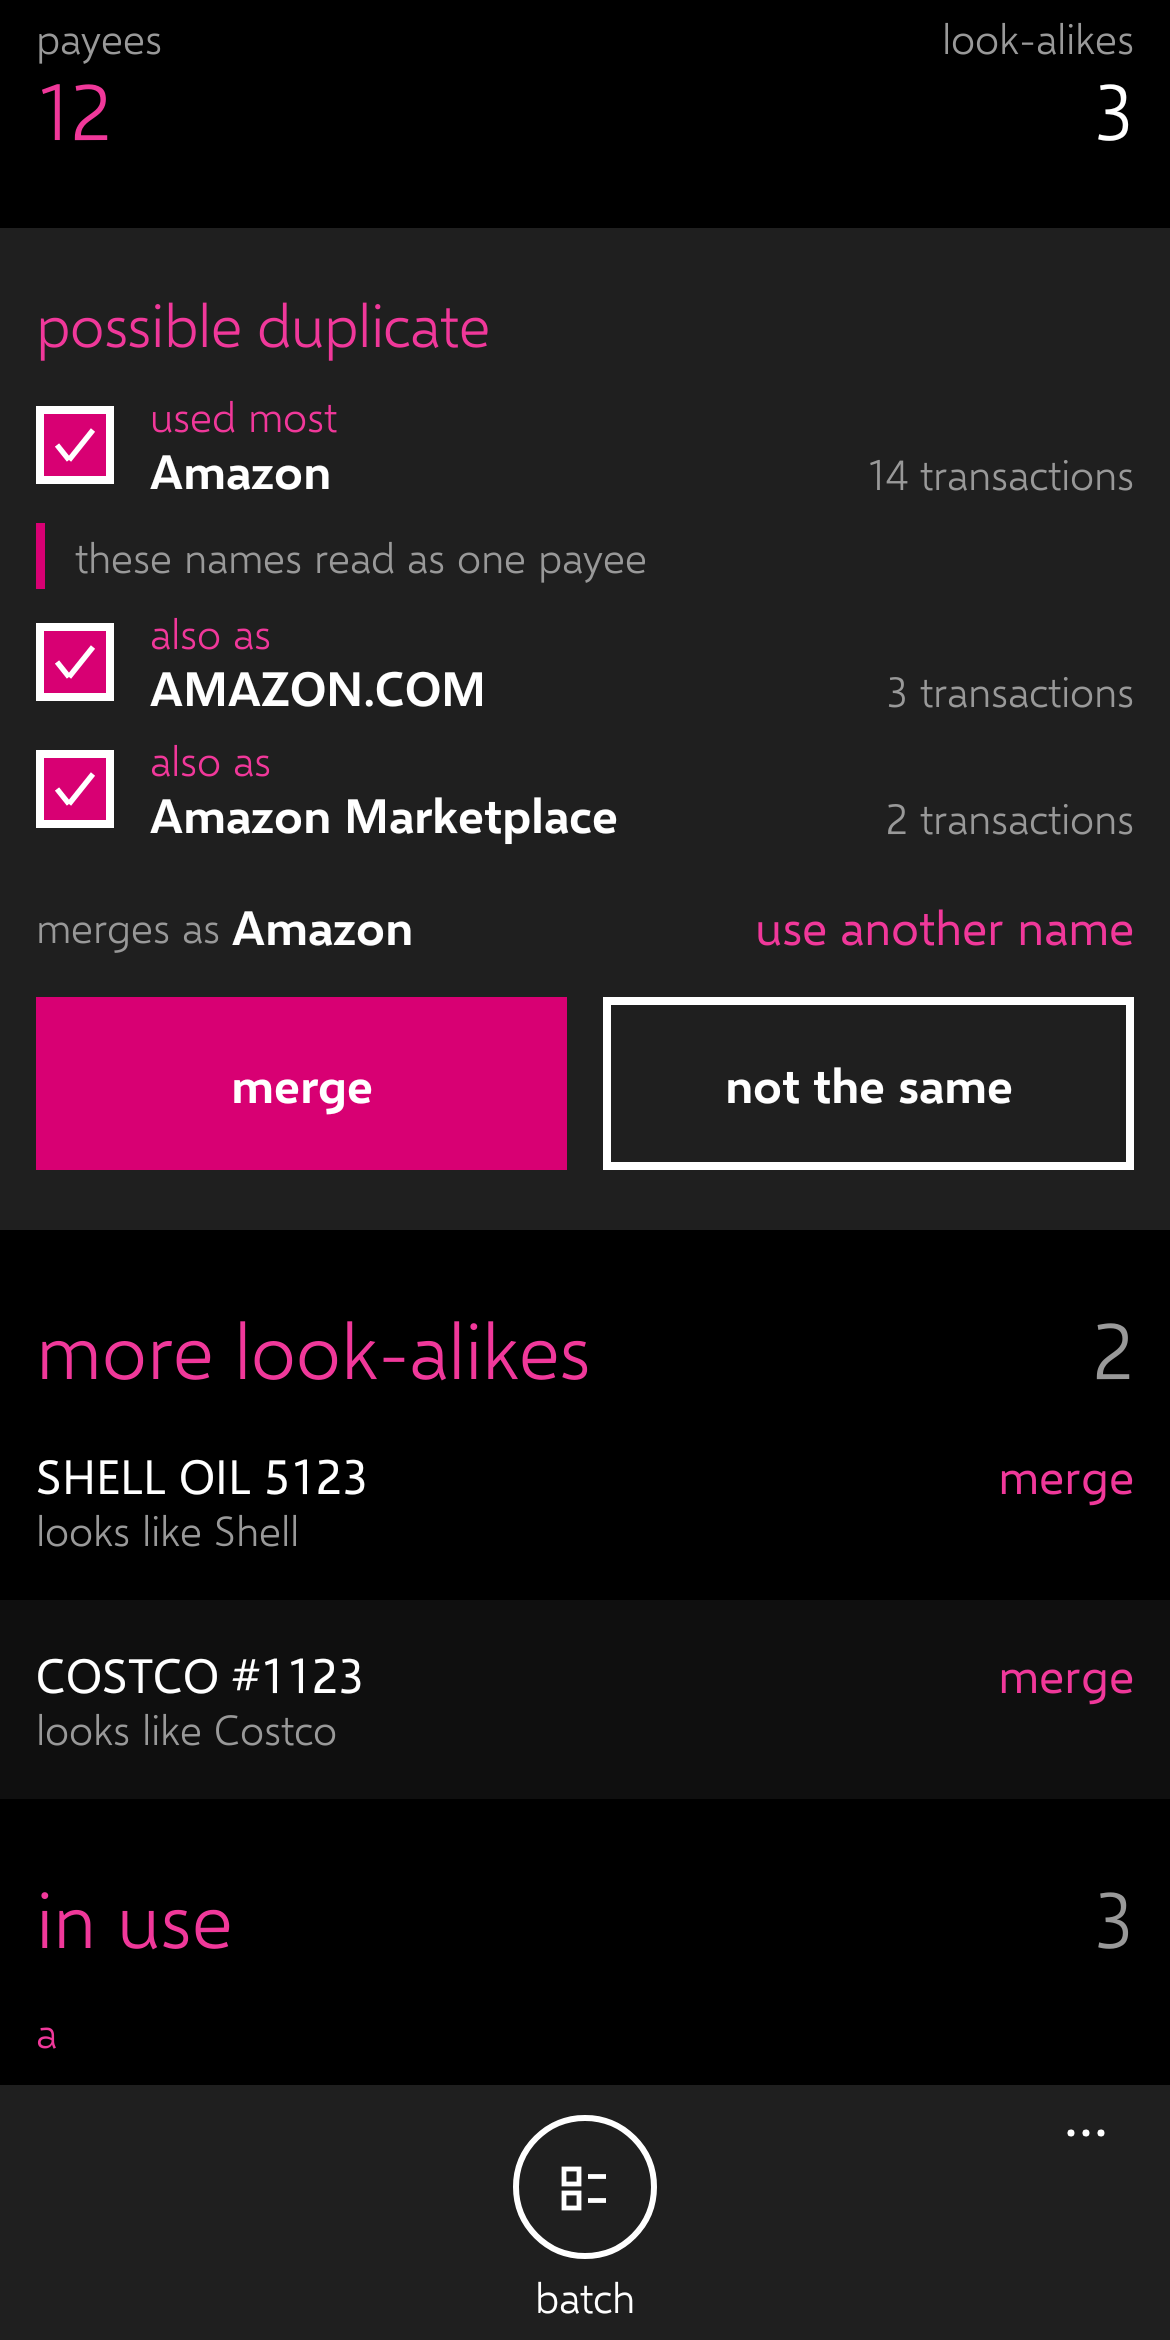 payees
look-alikes
12
3
possible duplicate
used most
Amazon
14 transactions
these names read as one payee
also as
AMAZON.COM
3 transactions
also as
Amazon Marketplace
2 transactions
merges as Amazon
use another name
merge
not the same
more look-alikes
2
SHELL OIL 5123
merge
looks like Shell
COSTCO #1123
merge
looks like Costco
in use
3
a
...
batch